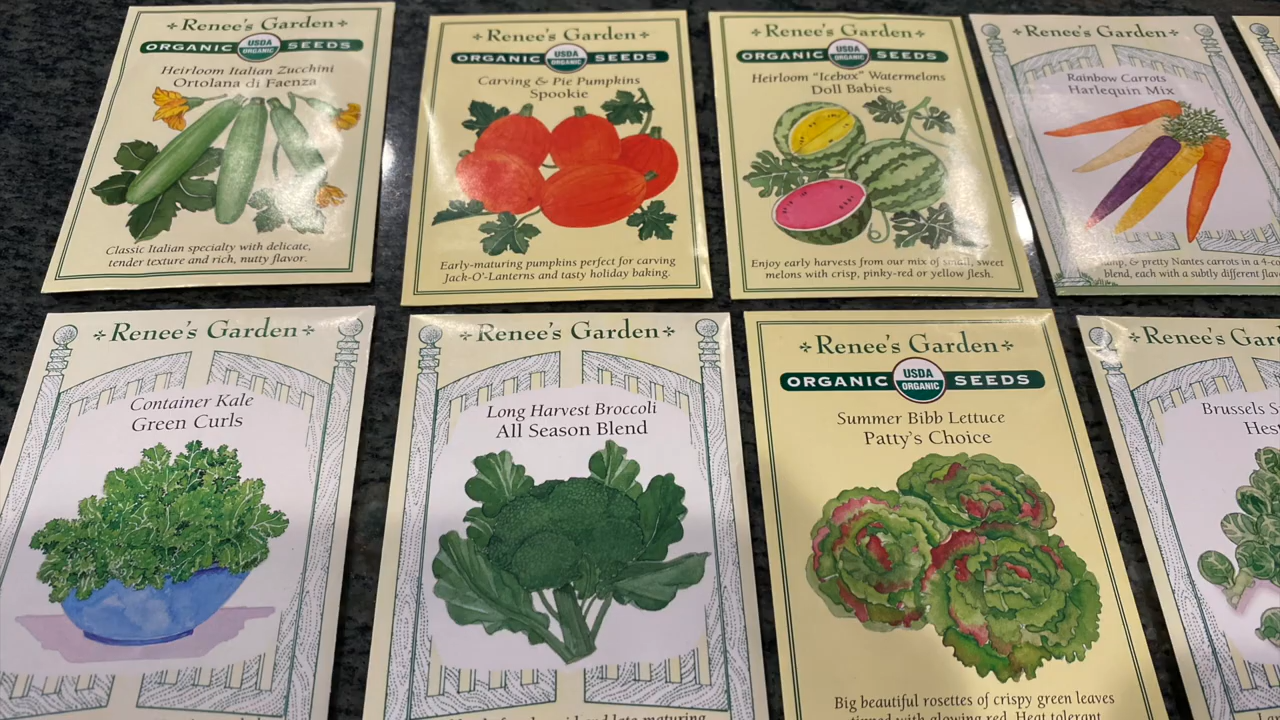 Renee's Garden
ORGANIC USDA ORGANIC SEEDS
Heirloom Italian Zucchini
Ortolana di Faenza
Classic Italian specialty with delicate,
tender texture and rich, nutty flavor.
Renee's Garden
ORGANIC USDA ORGANIC SEEDS
Carving & Pie Pumpkins
Spookie
Early-maturing pumpkins perfect for carving
Jack-O'-Lanterns and tasty holiday baking.
Renee's Garden
ORGANIC USDA ORGANIC SEEDS
Heirloom "Icebox" Watermelons
Doll Babies
Enjoy early harvests from our mix of small, sweet
melons with crisp, pinky-red or yellow flesh.
Renee's Garden
Rainbow Carrots
Harlequin Mix
& pretty Nantes carrots in a
blend, each with a subtly different
Renee's Garden
Container Kale
Green Curls
Renee's Garden
Long Harvest Broccoli
All Season Blend
Renee's Garden
ORGANIC USDA ORGANIC SEEDS
Summer Bibb Lettuce
Patty's Choice
Big beautiful rosettes of crispy green leaves
tipped with glowing red. Heat tolerant
Renee's
Brussels